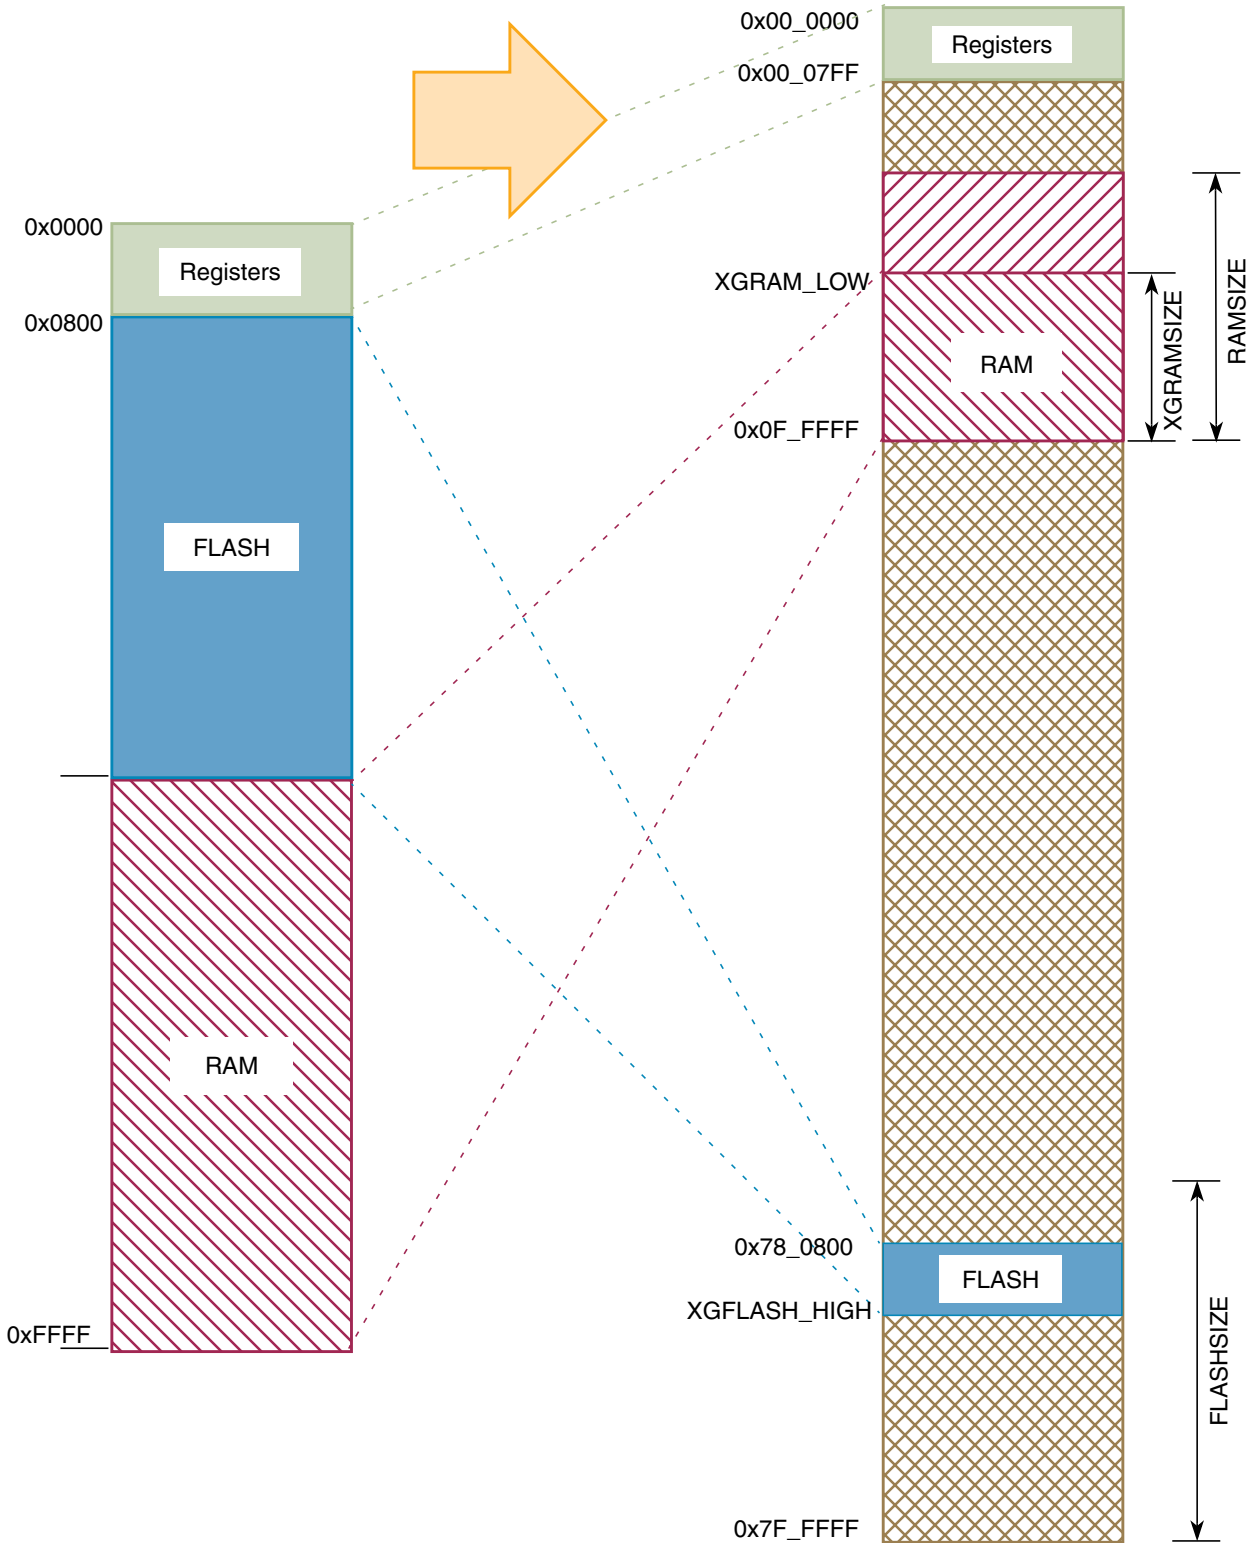 0x00_0000
Registers
0x00_07FF
0x0000
Registers
0x0800
XGRAM_LOW
RAM
XGRAMSIZE
RAMSIZE
0x0F_FFFF
FLASH
RAM
0x78_0800
FLASH
XGFLASH_HIGH
FLASHSIZE
0xFFFF
0x7F_FFFF